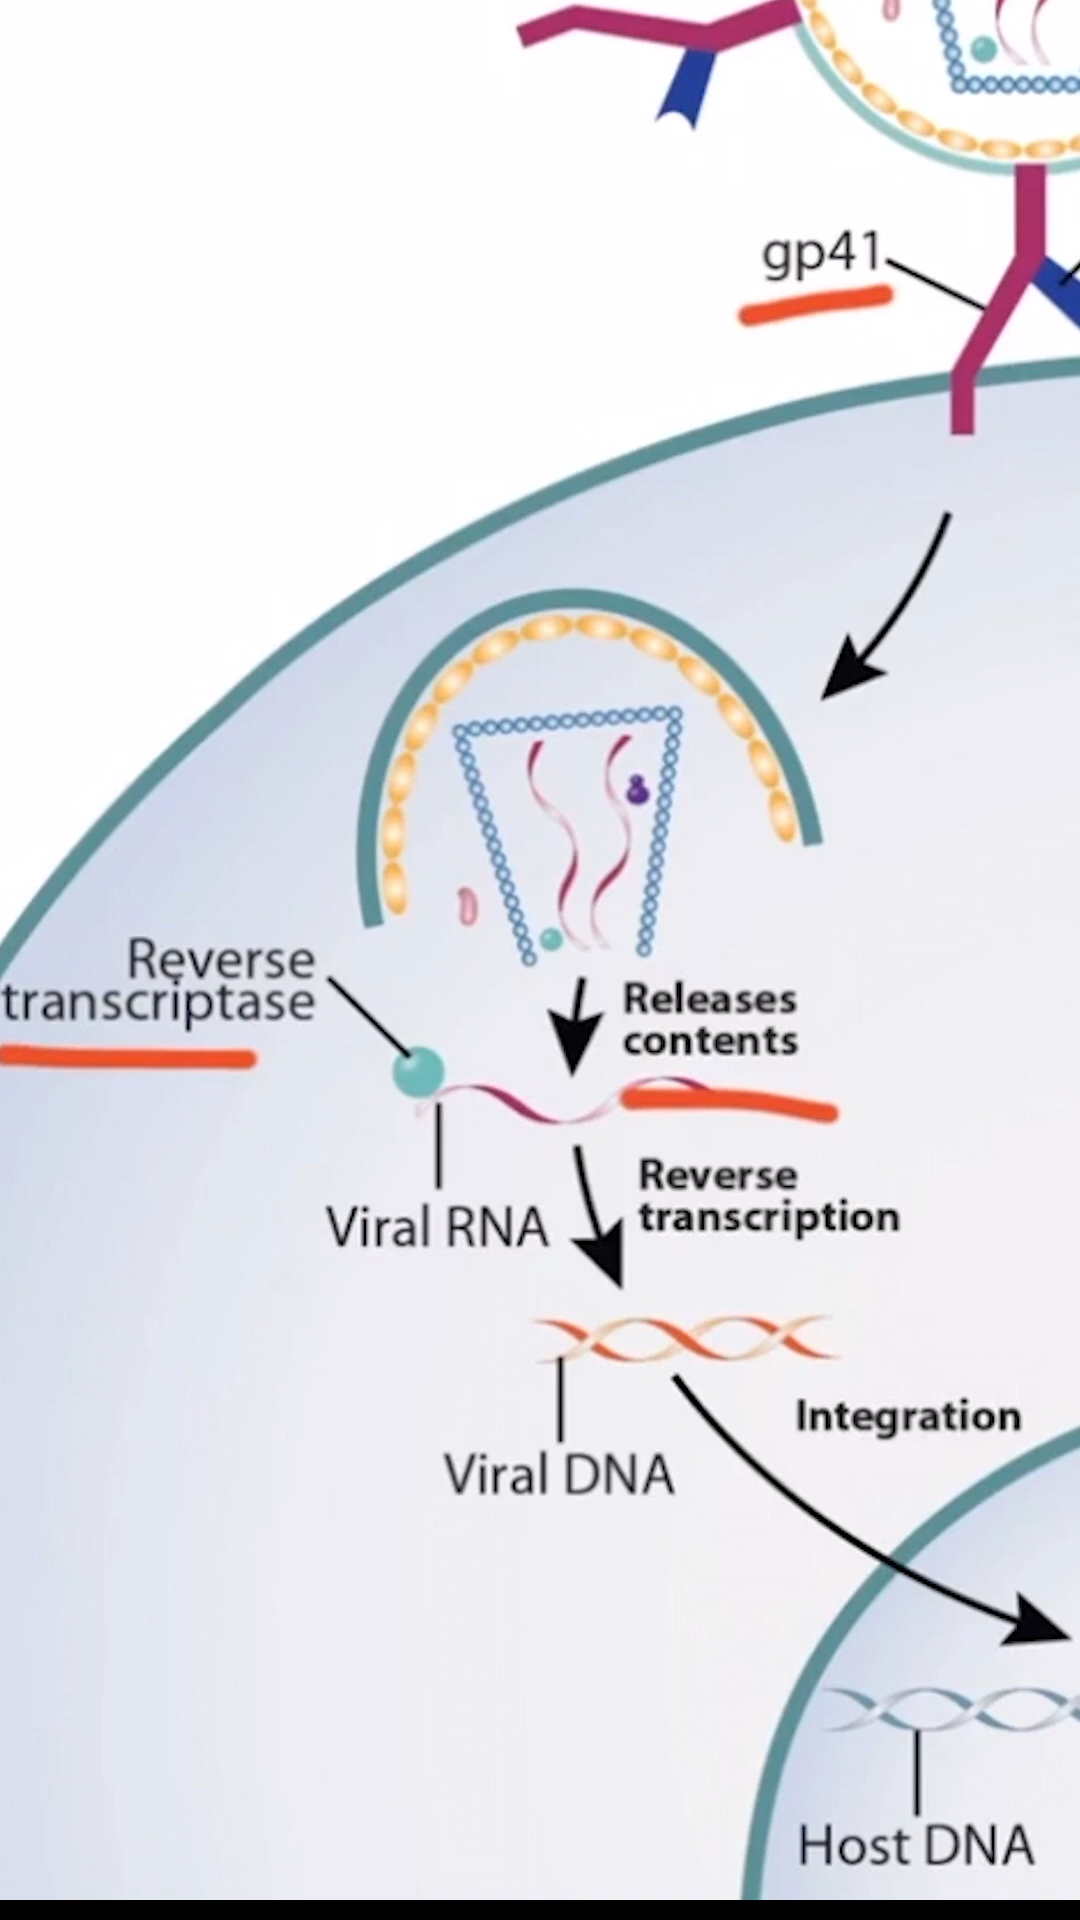 gp41
Reverse
transcriptase
Releases
contents
Viral RNA
Reverse
transcription
Viral DNA
Integration
Host DNA